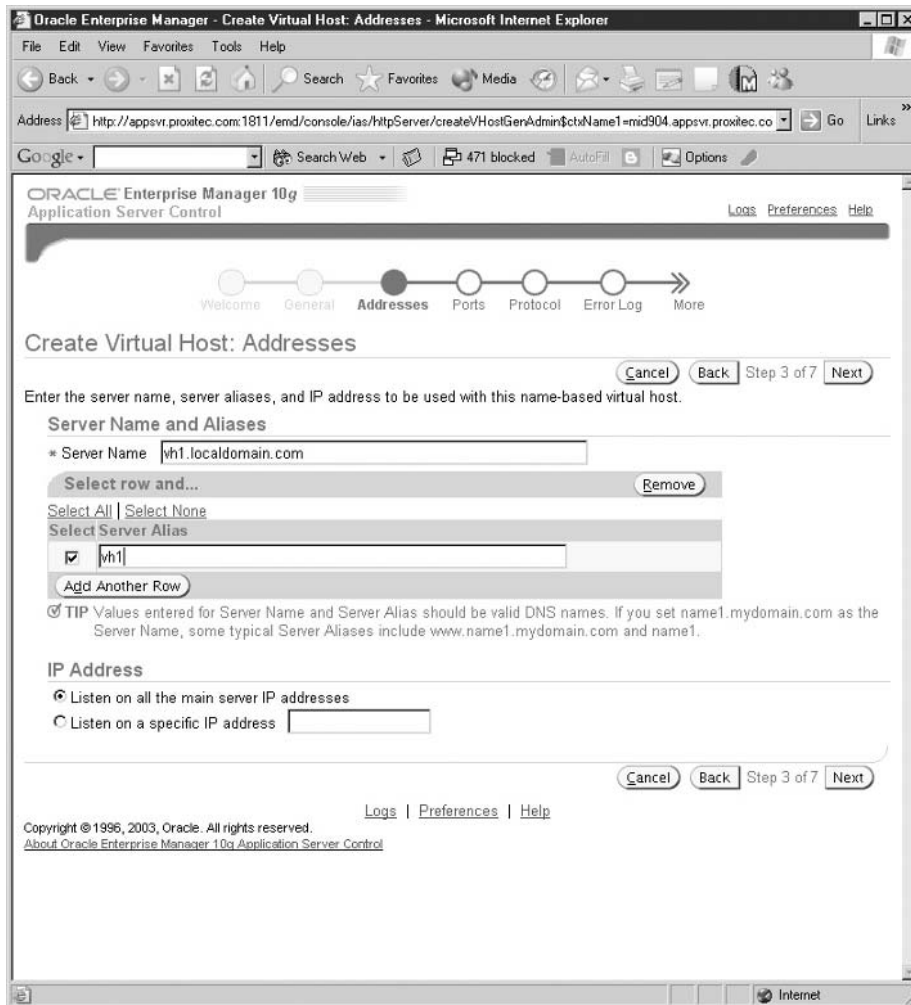 Oracle Enterprise Manager - Create Virtual Host: Addresses - Microsoft Internet Explorer
File Edit View Favorites Tools Help
Back Search Favorites Media
Address http://appsvr.proxitec.com:1811/emd/console/ias/httpServer/createVHostGenAdmin$ctxName1=mid904.appsvr.proxitec.co Go Links »
Google Search Web 471 blocked AutoFill Options
ORACLE Enterprise Manager 10g
Application Server Control
Logs Preferences Help
Welcome General Addresses Ports Protocol Error Log More
Create Virtual Host: Addresses
Cancel Back Step 3 of 7 Next
Enter the server name, server aliases, and IP address to be used with this name-based virtual host.
Server Name and Aliases
* Server Name vh1.localdomain.com
Select row and... Remove
Select All | Select None
Select Server Alias
vh1
Add Another Row
TIP Values entered for Server Name and Server Alias should be valid DNS names. If you set name1.mydomain.com as the
Server Name, some typical Server Aliases include www.name1.mydomain.com and name1.
IP Address
Listen on all the main server IP addresses
Listen on a specific IP address
Cancel Back Step 3 of 7 Next
Logs | Preferences | Help
Copyright © 1996, 2003, Oracle. All rights reserved.
About Oracle Enterprise Manager 10g Application Server Control
Internet